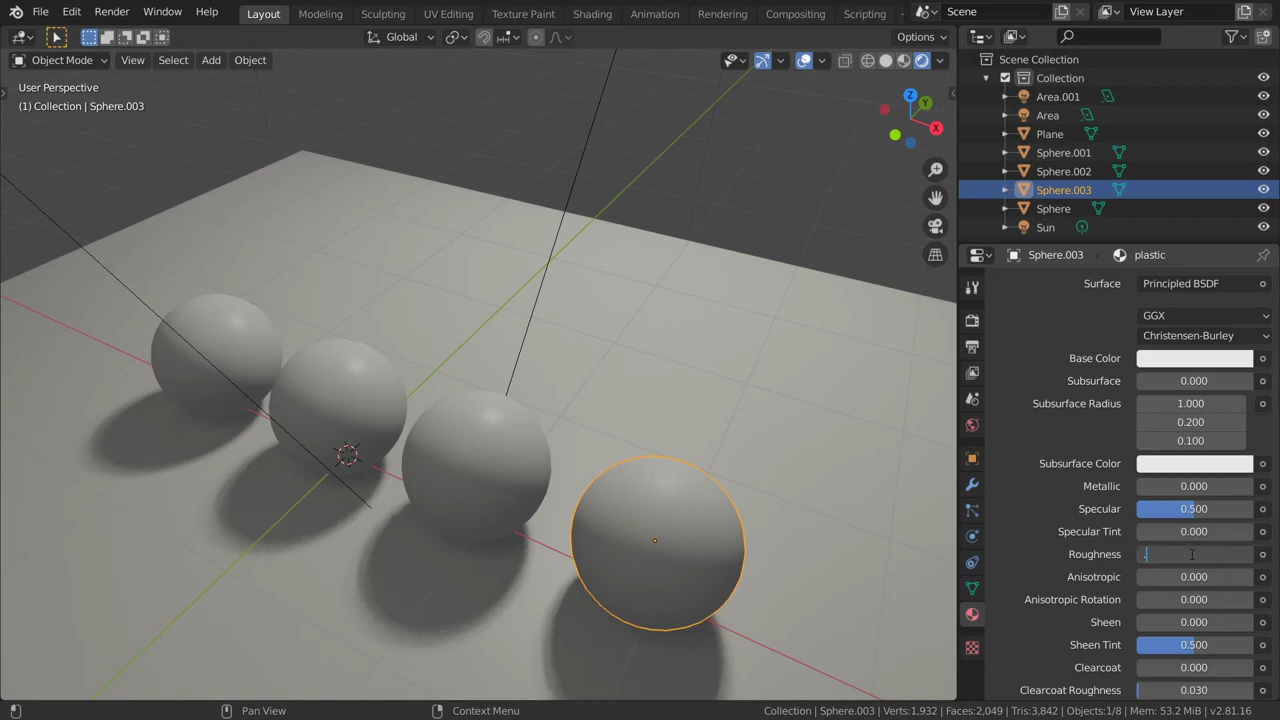 File Edit Render Window Help Layout Modeling Sculpting UV Editing Texture Paint Shading Animation Rendering Compositing Scripting Scene View Layer
Global Options
Object Mode View Select Add Object
User Perspective
(1) Collection | Sphere.003
Z
Y
X
Scene Collection
Collection
Area.001
Area
Plane
Sphere.001
Sphere.002
Sphere.003
Sphere
Sun
Sphere.003 plastic
Surface Principled BSDF
GGX
Christensen-Burley
Base Color
Subsurface 0.000
Subsurface Radius 1.000
0.200
0.100
Subsurface Color
Metallic 0.000
Specular 0.500
Specular Tint 0.000
Roughness .
Anisotropic 0.000
Anisotropic Rotation 0.000
Sheen 0.000
Sheen Tint 0.500
Clearcoat 0.000
Clearcoat Roughness 0.030
Pan View Context Menu Collection | Sphere.003 | Verts:1,932 | Faces:2,049 | Tris:3,842 | Objects:1/8 | Mem: 53.2 MiB | v2.81.16